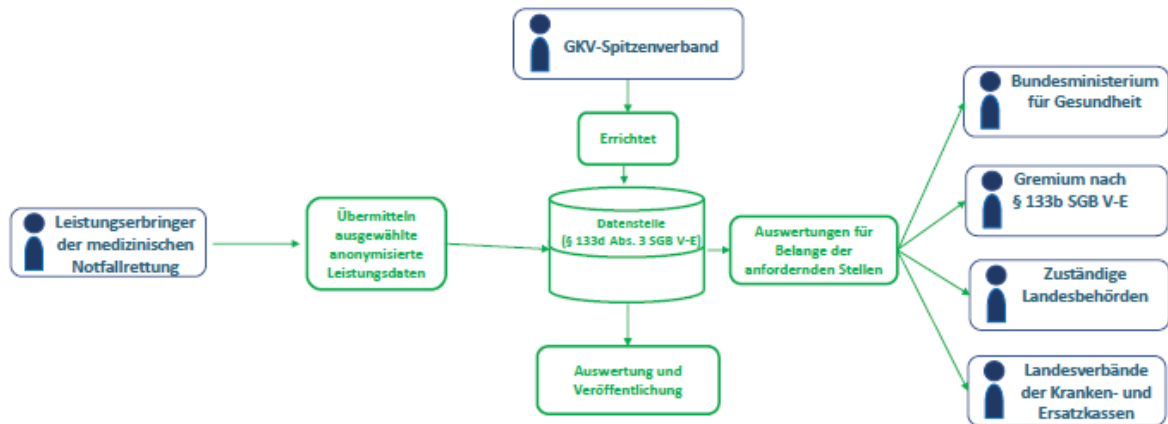 GKV-Spitzenverband
Errichtet
Leistungserbringer
der medizinischen
Notfallrettung
Übermitteln
ausgewählte
anonymisierte
Leistungsdaten
Datenstelle
(§ 133d Abs. 3 SGB V-E)
Auswertungen für
Belange der
anfordernden Stellen
Auswertung und
Veröffentlichung
Bundesministerium
für Gesundheit
Gremium nach
§ 133b SGB V-E
Zuständige
Landesbehörden
Landesverbände
der Kranken- und
Ersatzkassen